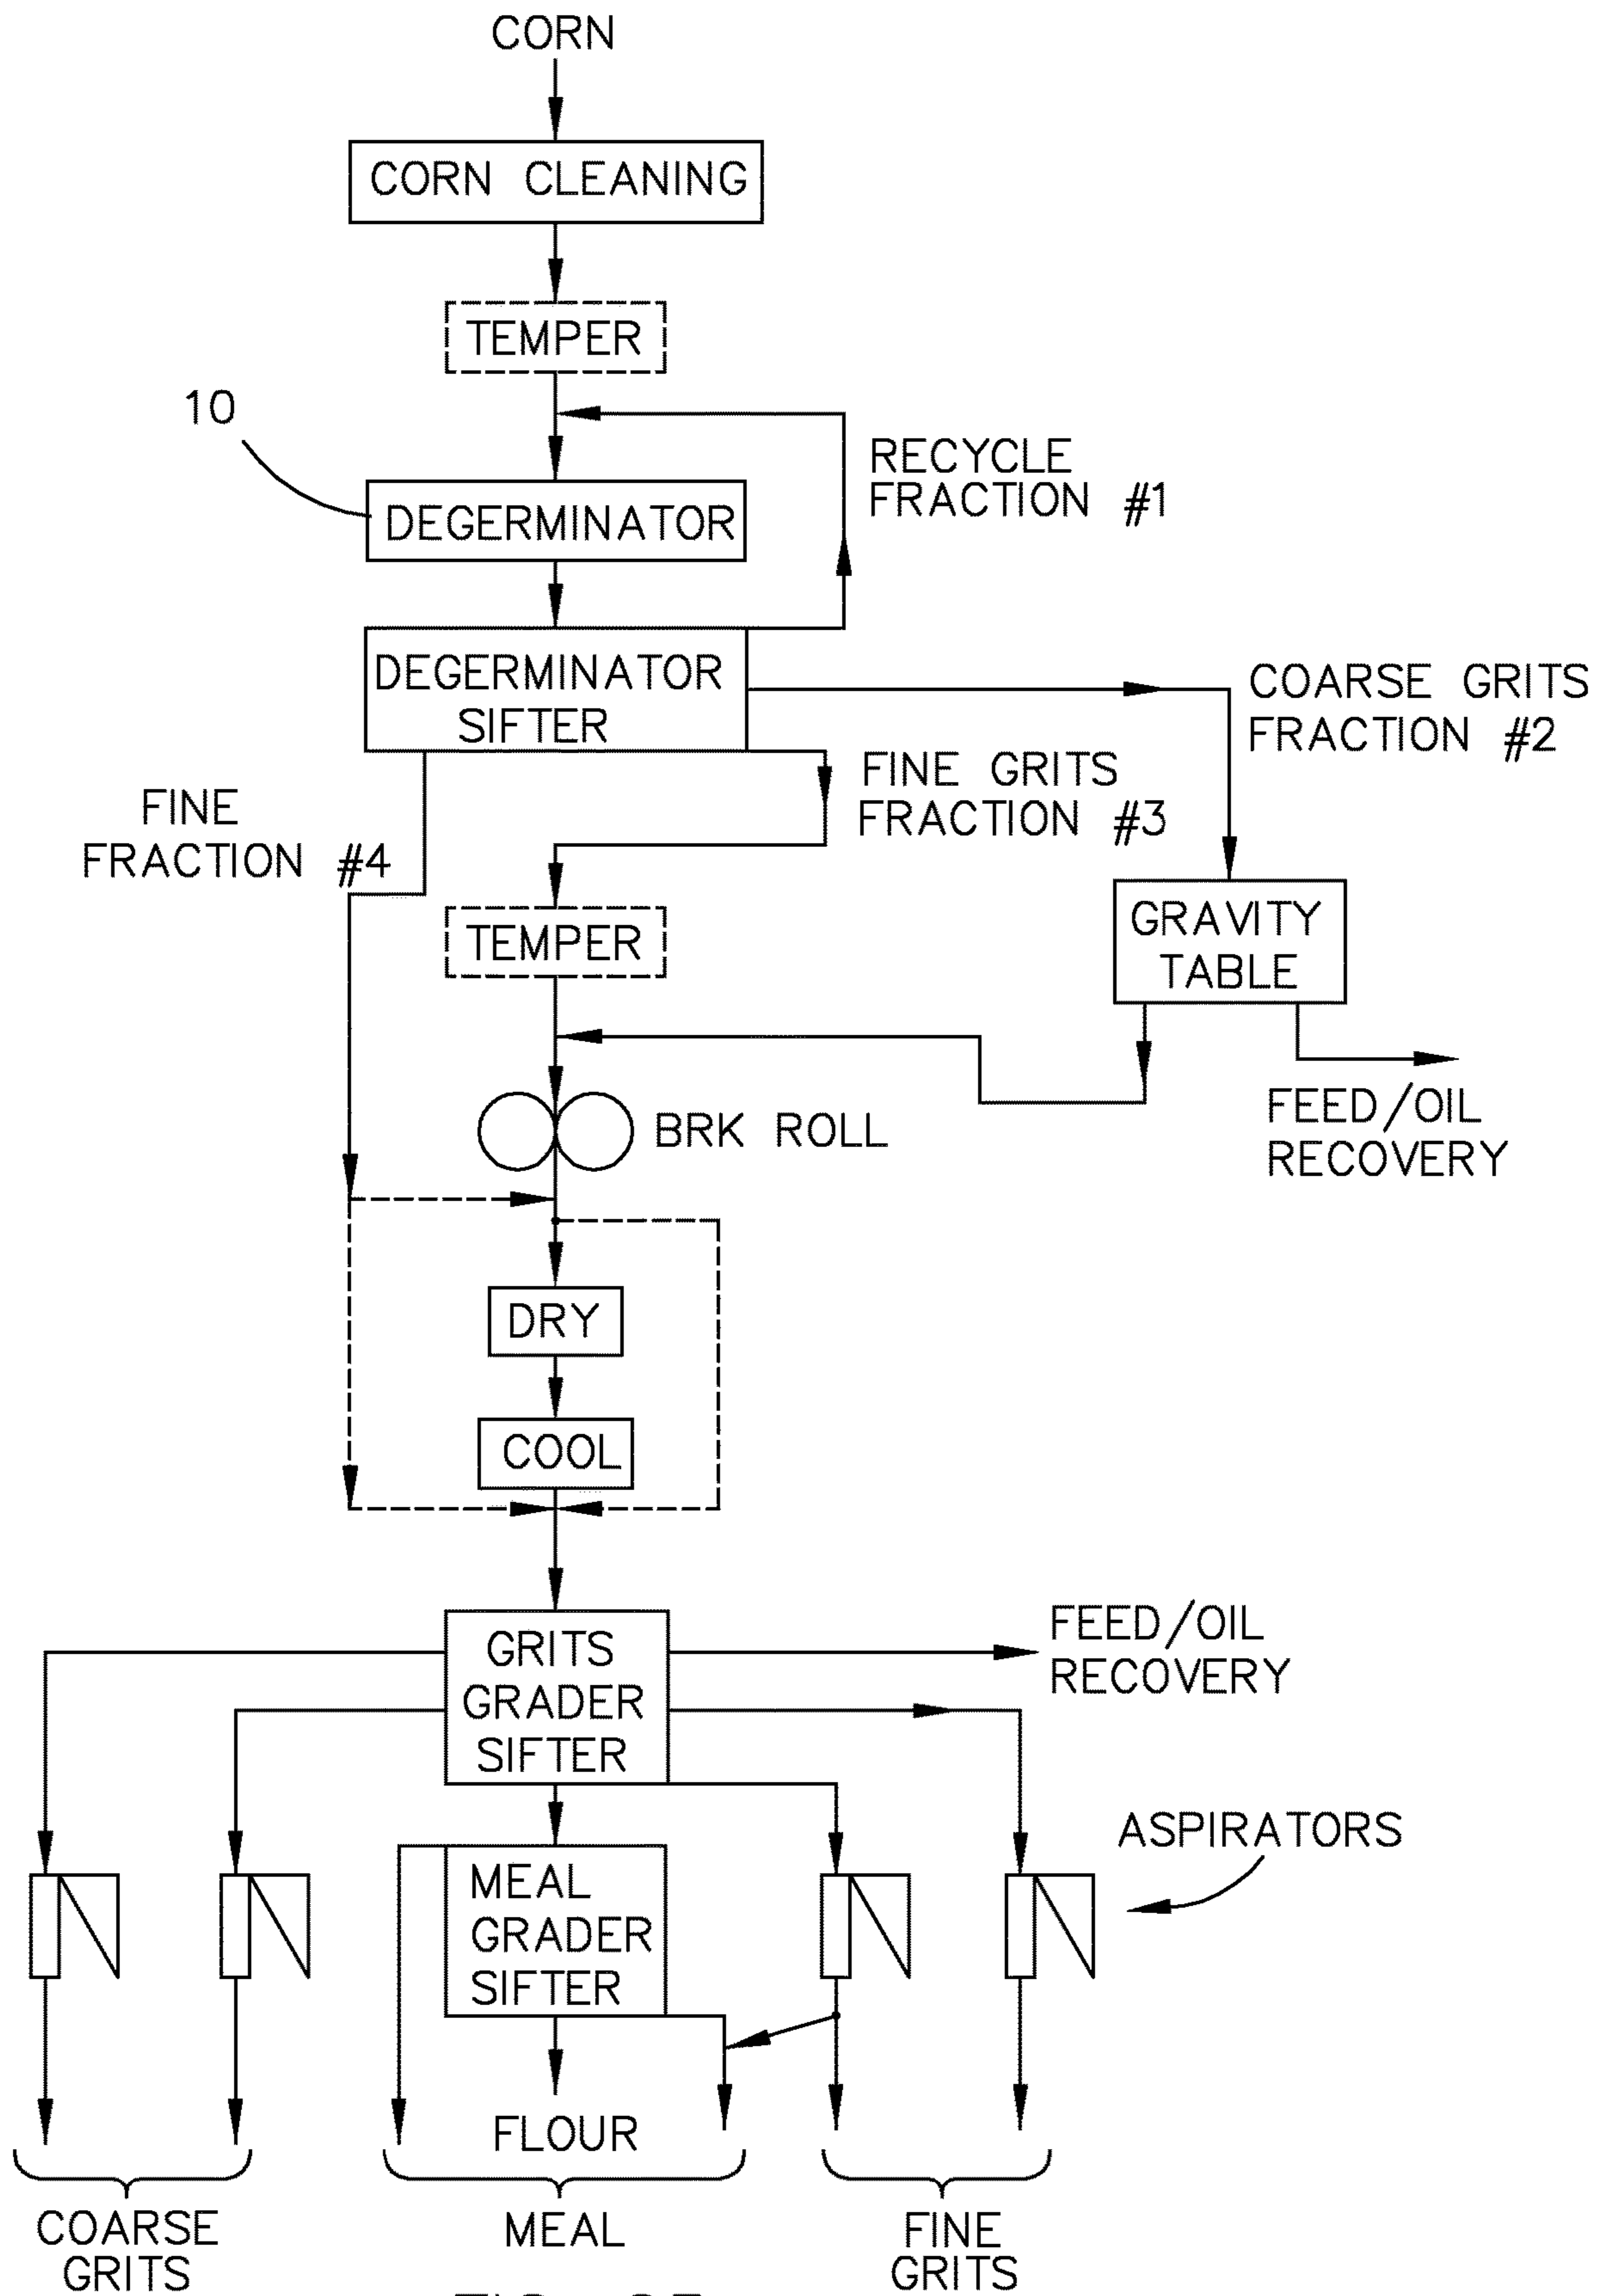 CORN
CORN CLEANING
TEMPER
10
RECYCLE
FRACTION #1
DEGERMINATOR
DEGERMINATOR
SIFTER
COARSE GRITS
FRACTION #2
FINE GRITS
FRACTION #3
FINE
FRACTION #4
TEMPER
GRAVITY
TABLE
BRK ROLL
FEED/OIL
RECOVERY
DRY
COOL
GRITS
GRADER
SIFTER
FEED/OIL
RECOVERY
ASPIRATORS
MEAL
GRADER
SIFTER
FLOUR
COARSE
GRITS
MEAL
FINE
GRITS